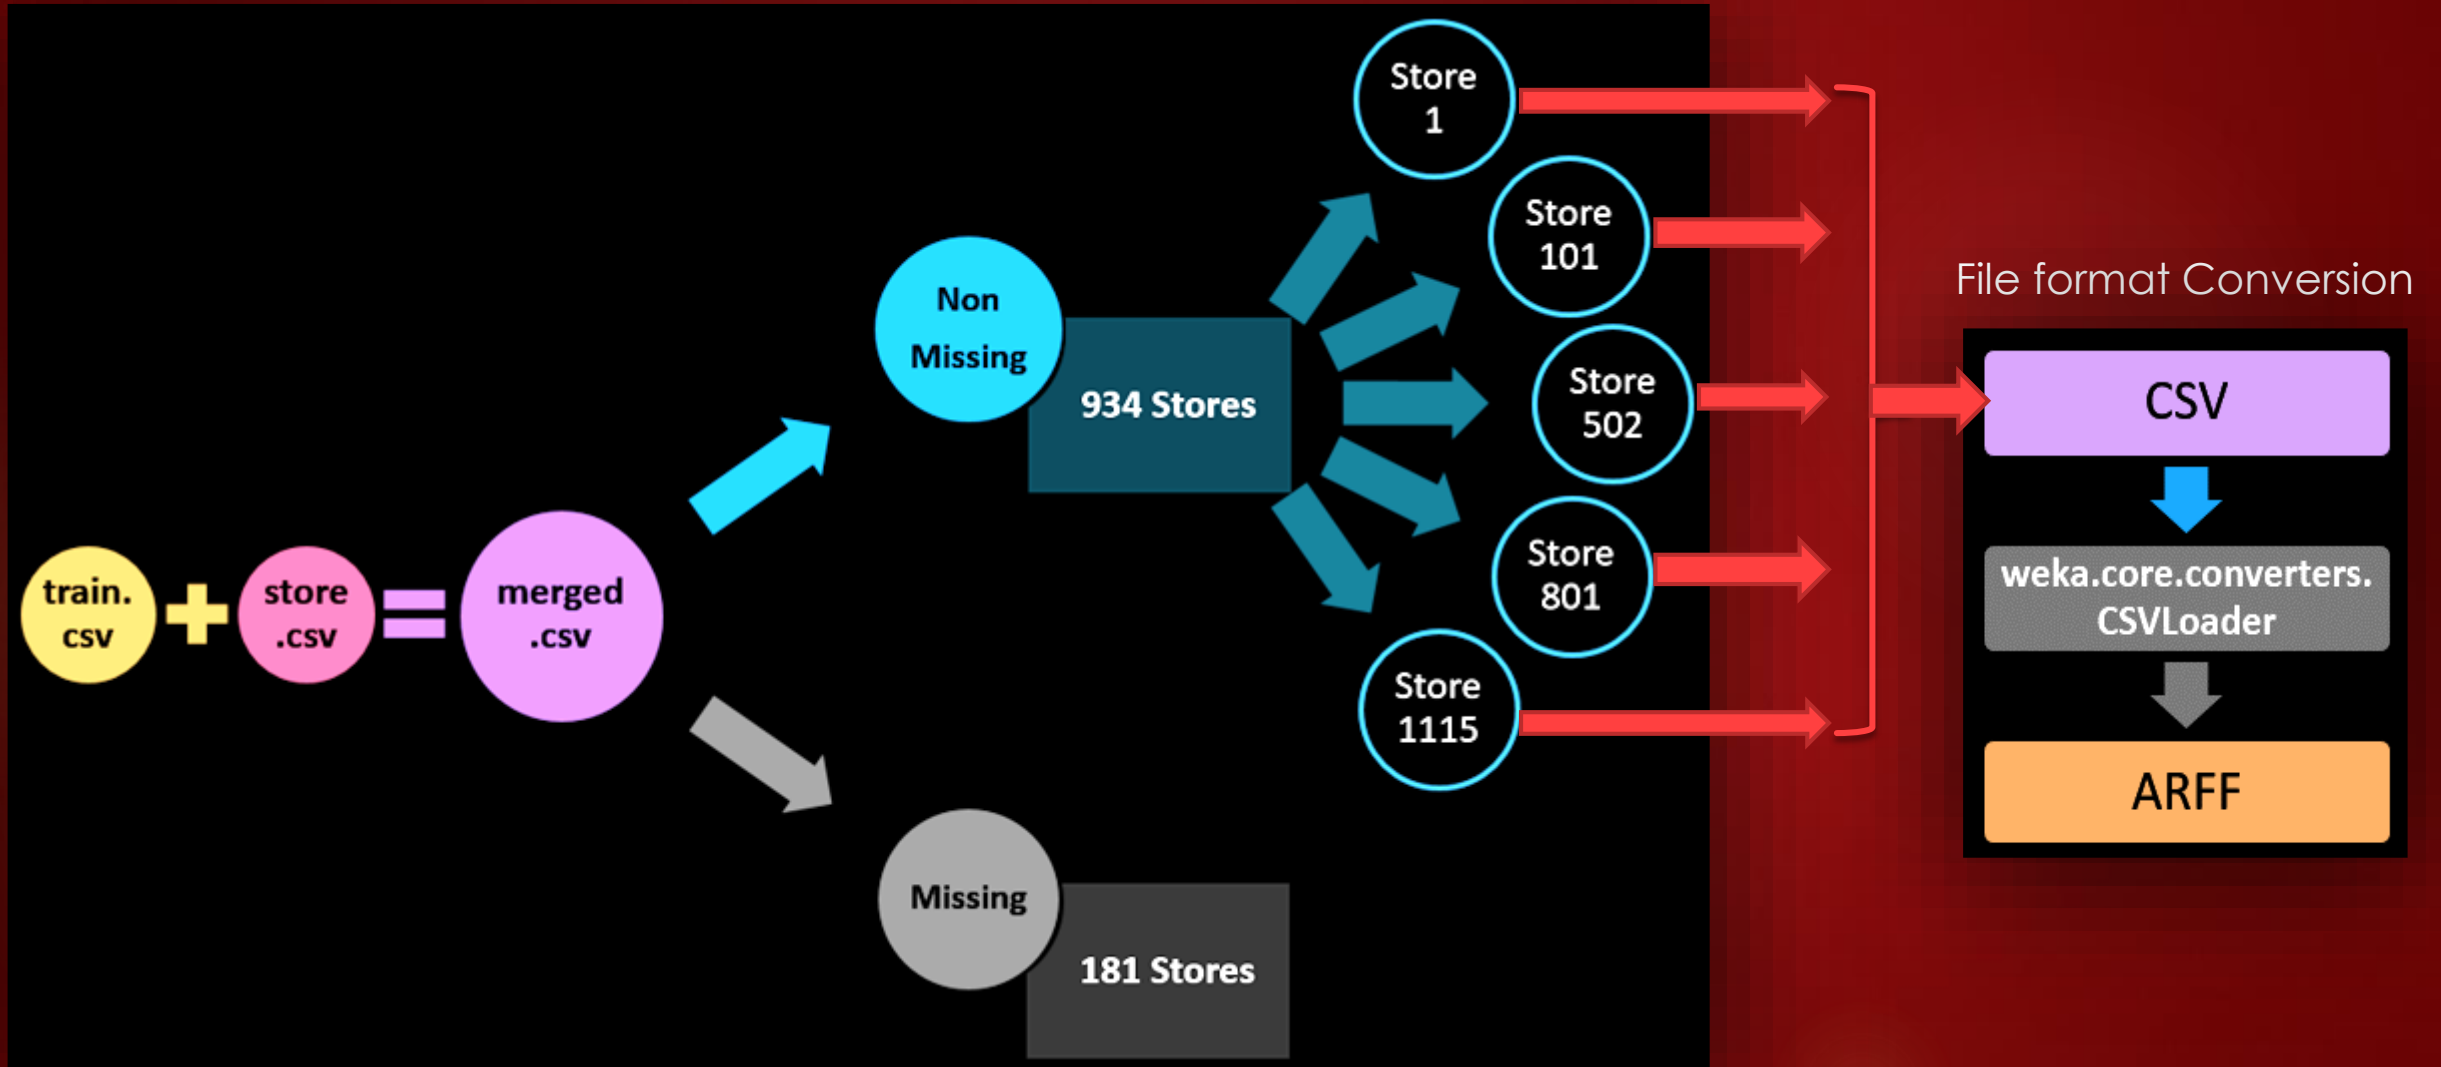 train.
csv
store
.csv
merged
.csv
Non
Missing
934 Stores
Missing
181 Stores
Store
1
Store
101
Store
502
Store
801
Store
1115
File format Conversion
CSV
weka.core.converters.
CSVLoader
ARFF